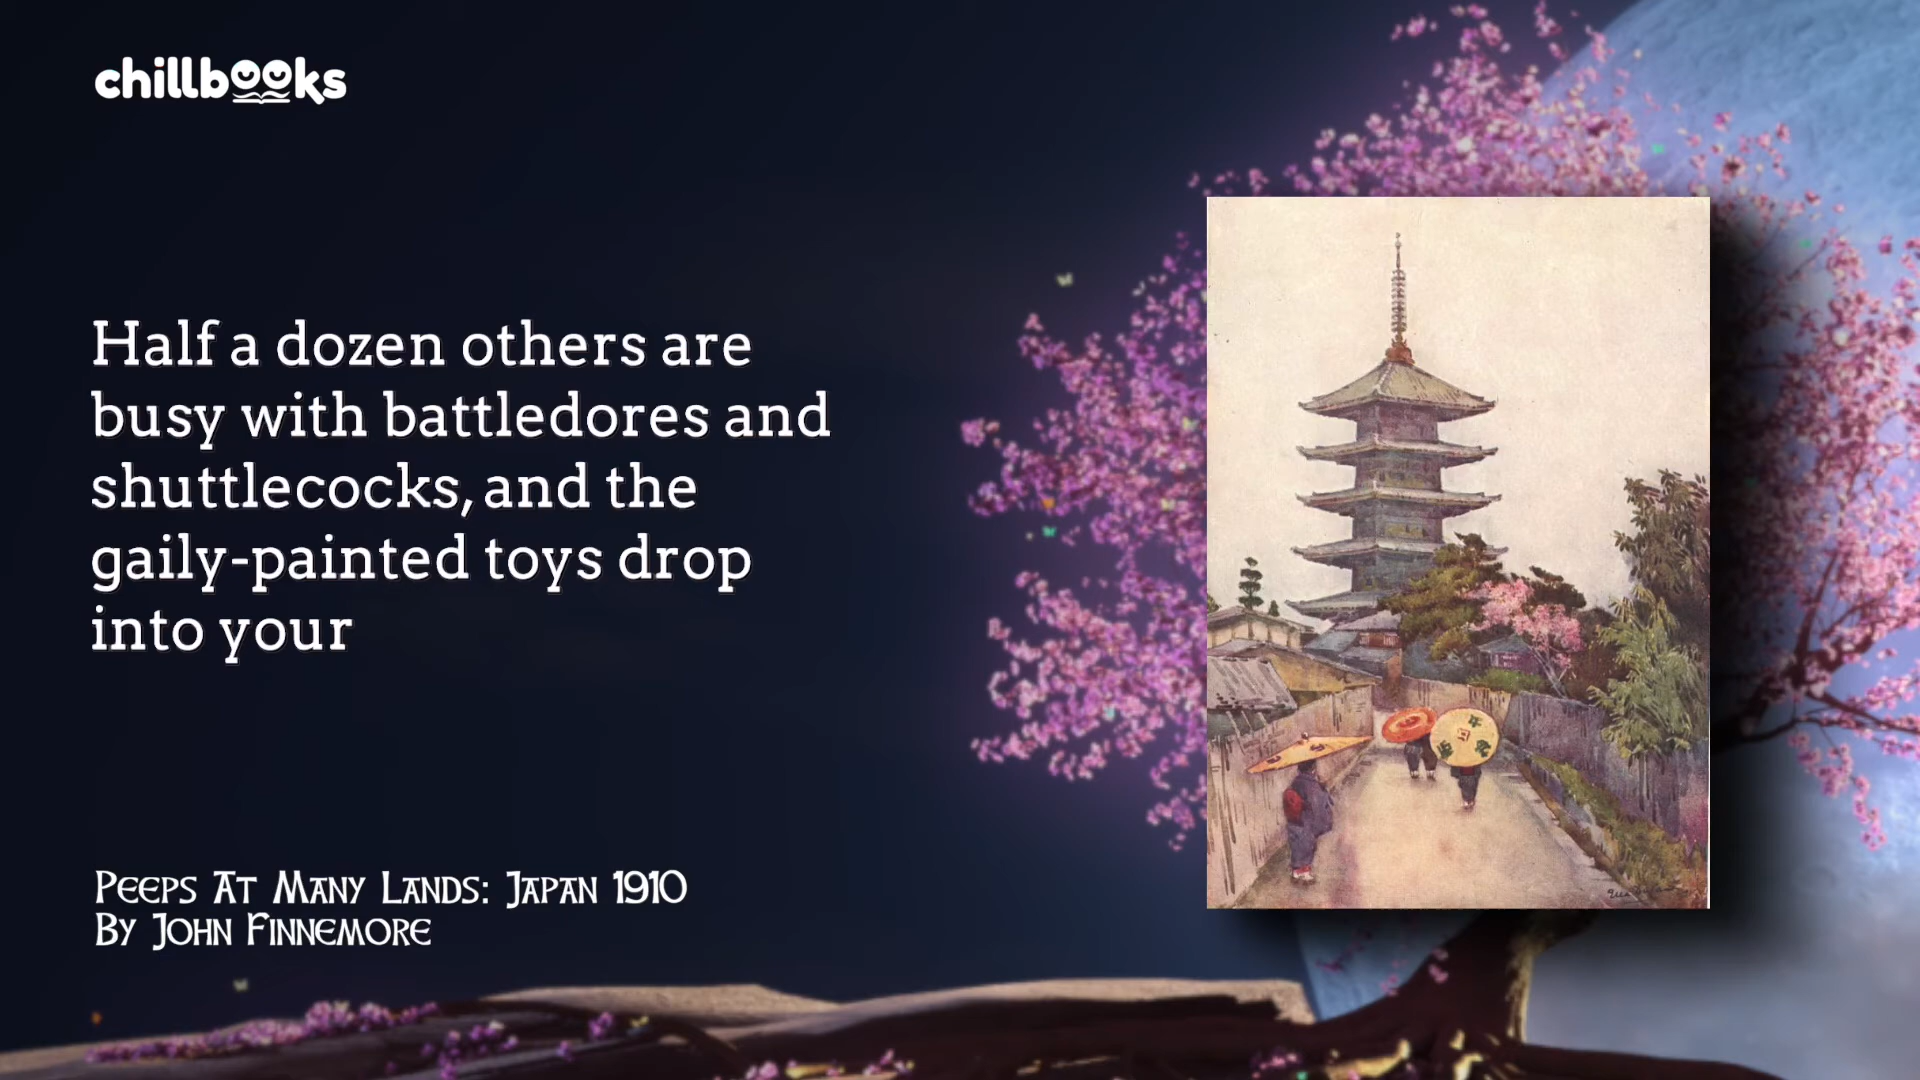 chillbooks
Half a dozen others are
busy with battledores and
shuttlecocks, and the
gaily-painted toys drop
into your
Peeps At Many Lands: Japan 1910
By John Finnemore